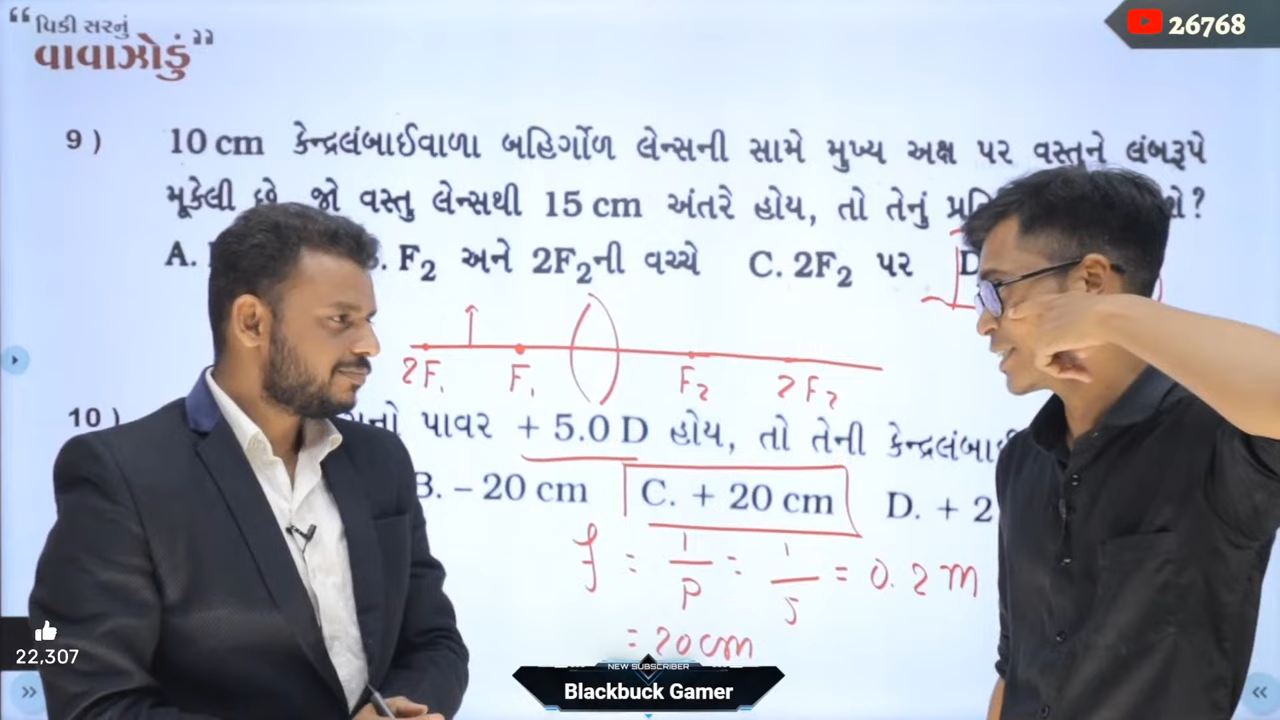 “વિકી સરનું
વાવાઝોડું”
26768
9) 10 cm કેન્દ્રલંબાઈવાળા બહિર્ગોળ લેન્સની સામે મુખ્ય અક્ષ પર વસ્તુને લંબરૂપે
મૂકેલી છે. જો વસ્તુ લેન્સથી 15 cm અંતરે હોય, તો તેનું
A. F₂ અને 2F₂ની વચ્ચે C. 2F₂ પર D
2F₁ F₁ F₂ 2F₂
10) પાવર + 5.0 D હોય, તો તેની
B. – 20 cm C. + 20 cm D. + 2
f = 1/P = 1/5 = 0.2 m
= 20 cm
22,307
NEW SUBSCRIBER
Blackbuck Gamer